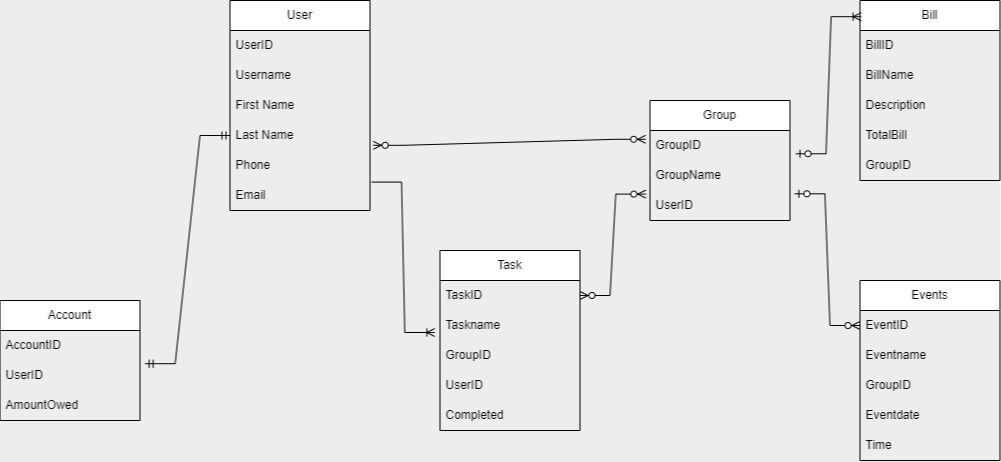 User
UserID
Username
First Name
Last Name
Phone
Email
Account
AccountID
UserID
AmountOwed
Task
TaskID
Taskname
GroupID
UserID
Completed
Group
GroupID
GroupName
UserID
Bill
BillID
BillName
Description
TotalBill
GroupID
Events
EventID
Eventname
GroupID
Eventdate
Time